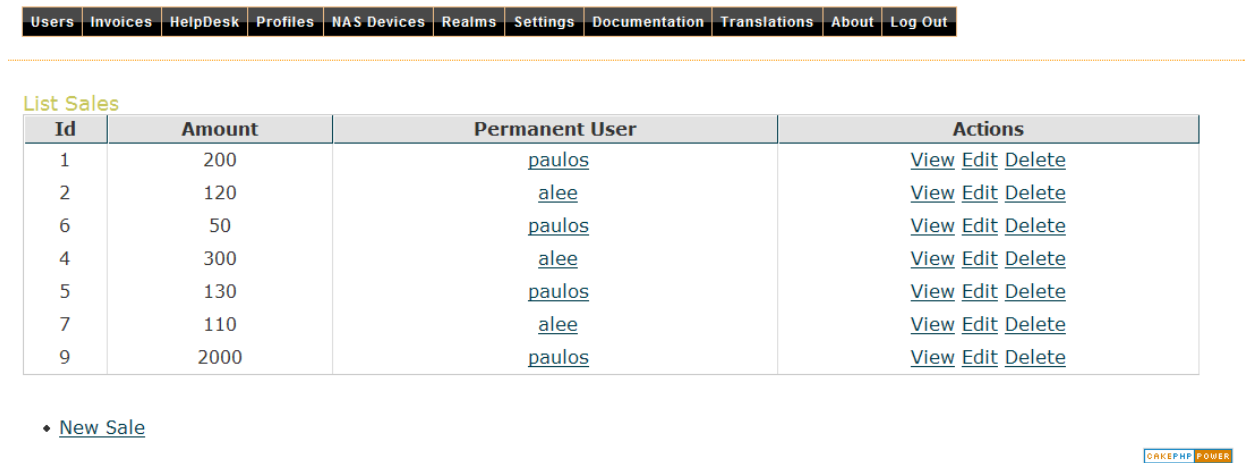 Users Invoices HelpDesk Profiles NAS Devices Realms Settings Documentation Translations About Log Out
List Sales
Id Amount Permanent User Actions
1 200 paulos View Edit Delete
2 120 alee View Edit Delete
6 50 paulos View Edit Delete
4 300 alee View Edit Delete
5 130 paulos View Edit Delete
7 110 alee View Edit Delete
9 2000 paulos View Edit Delete
• New Sale
CAKEPHP POWER